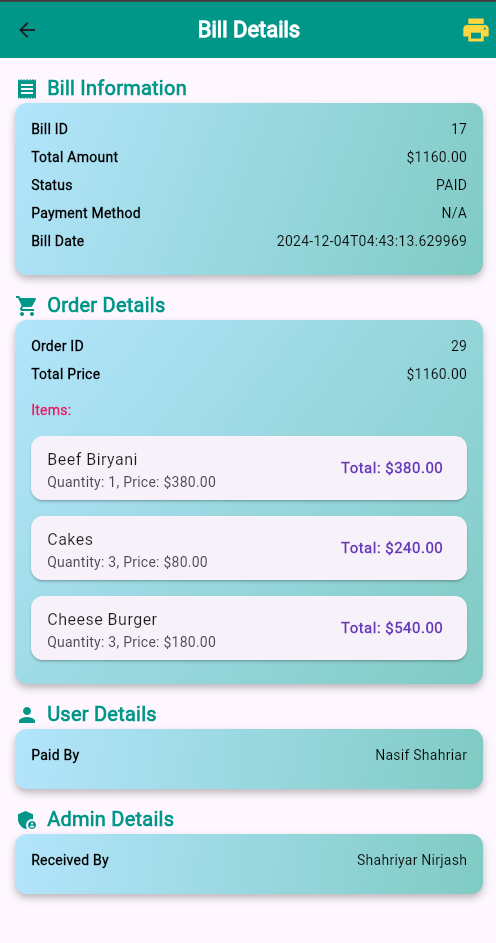 Bill Details
Bill Information
Bill ID 17
Total Amount $1160.00
Status PAID
Payment Method N/A
Bill Date 2024-12-04T04:43:13.629969
Order Details
Order ID 29
Total Price $1160.00
Items:
Beef Biryani
Quantity: 1, Price: $380.00
Total: $380.00
Cakes
Quantity: 3, Price: $80.00
Total: $240.00
Cheese Burger
Quantity: 3, Price: $180.00
Total: $540.00
User Details
Paid By Nasif Shahriar
Admin Details
Received By Shahriyar Nirjash